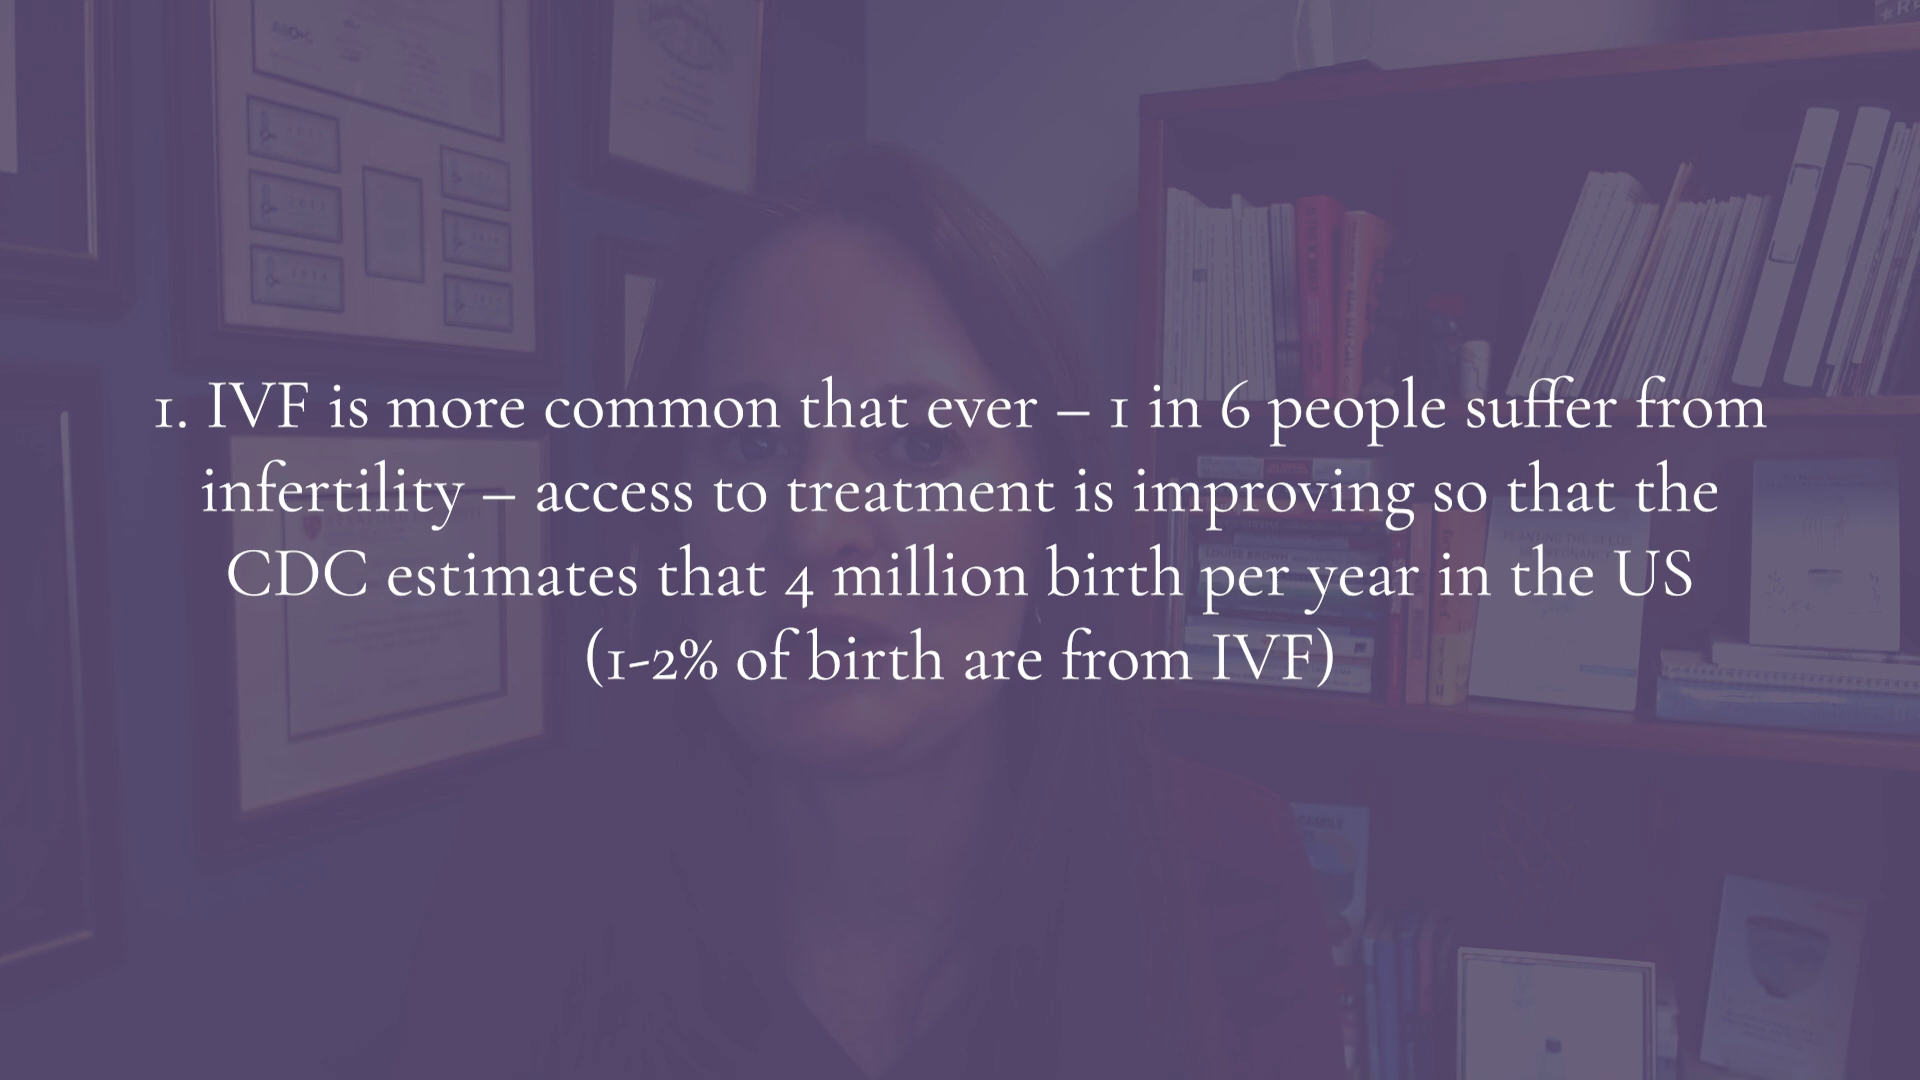 1. IVF is more common that ever – 1 in 6 people suffer from
infertility – access to treatment is improving so that the
CDC estimates that 4 million birth per year in the US
(1-2% of birth are from IVF)